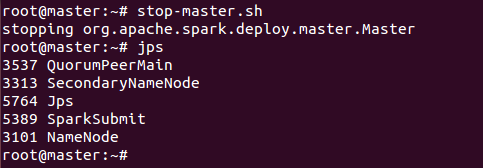 root@master:~# stop-master.sh
stopping org.apache.spark.deploy.master.Master
root@master:~# jps
3537 QuorumPeerMain
3313 SecondaryNameNode
5764 Jps
5389 SparkSubmit
3101 NameNode
root@master:~#